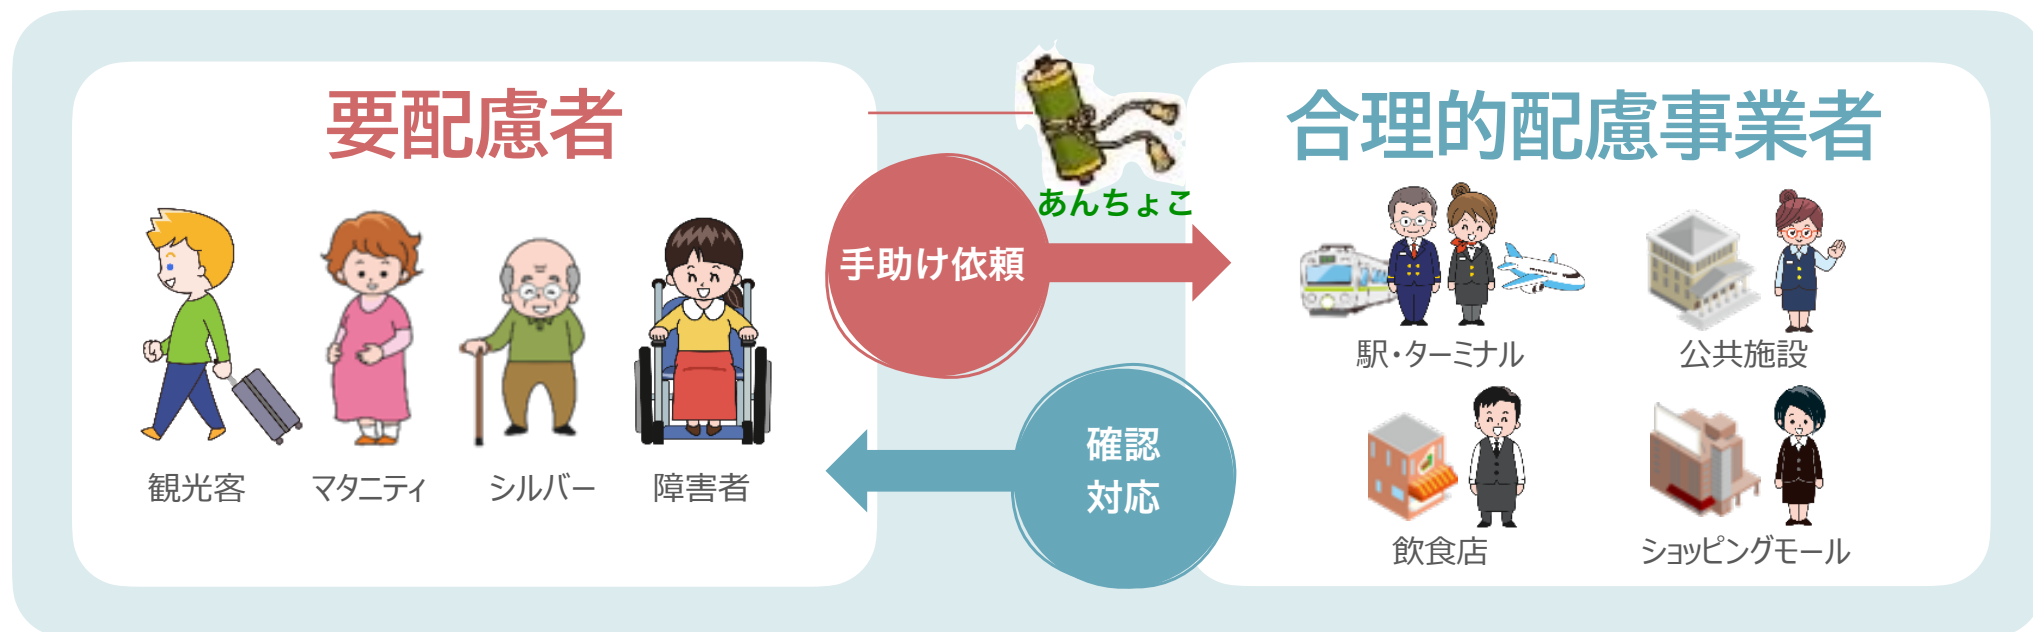 要配慮者
合理的配慮事業者
あんちょこ
手助け依頼
確認
対応
観光客
マタニティ
シルバー
障害者
駅・ターミナル
公共施設
飲食店
ショッピングモール